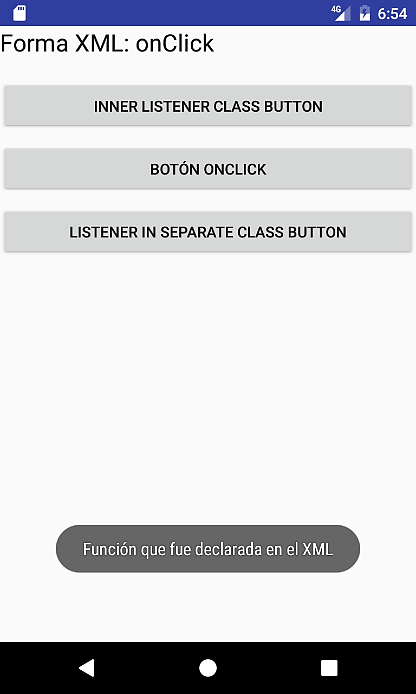 4G 6:54
Forma XML: onClick
INNER LISTENER CLASS BUTTON
BOTÓN ONCLICK
LISTENER IN SEPARATE CLASS BUTTON
Función que fue declarada en el XML